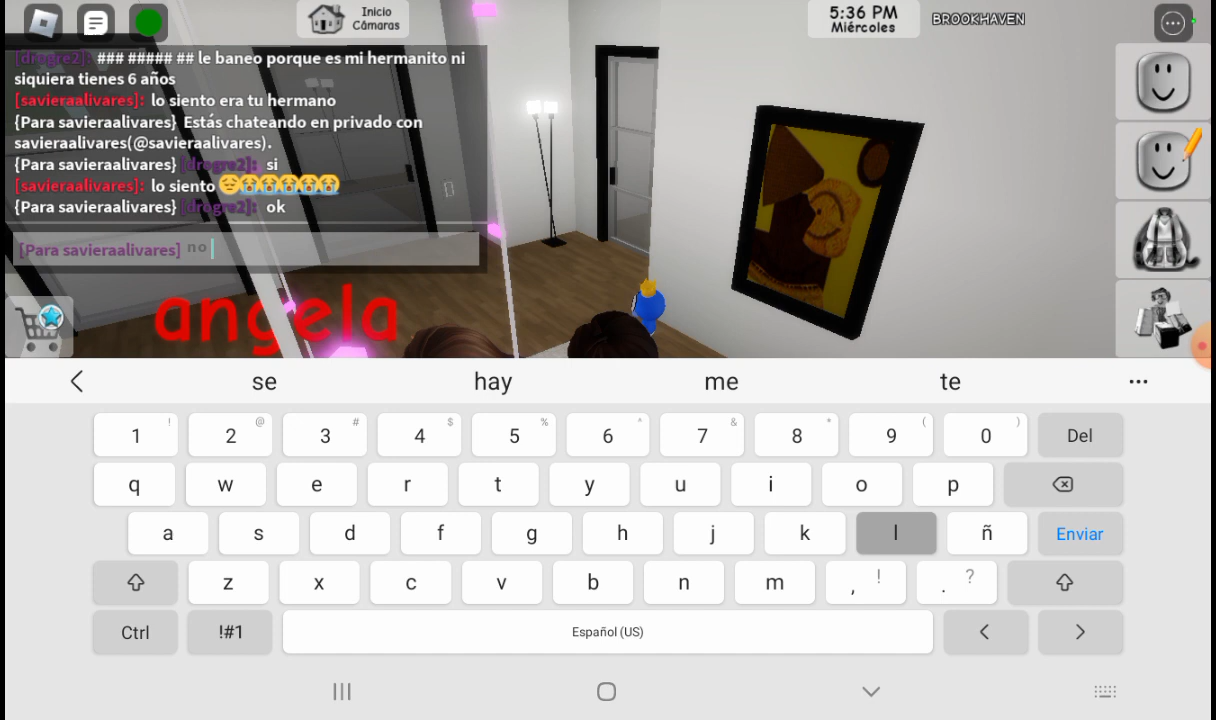 Inicio
Cámaras
5:36 PM
Miércoles
BROOKHAVEN
[drogre2]: ### ##### ## le baneo porque es mi hermanito ni
siquiera tienes 6 años
[savieraalivares]: lo siento era tu hermano
{Para savieraalivares} Estás chateando en privado con
savieraalivares(@savieraalivares).
{Para savieraalivares} [drogre2]: si
[savieraalivares]: lo siento 😔😭😭😭😭😭
{Para savieraalivares} [drogre2]: ok
[Para savieraalivares] no
angela
se hay me te
1 ! 2 @ 3 # 4 $ 5 % 6 ^ 7 & 8 * 9 ( 0 ) Del
q w e r t y u i o p
a s d f g h j k l ñ Enviar
z x c v b n m , ! . ?
Ctrl !#1 Español (US) < >